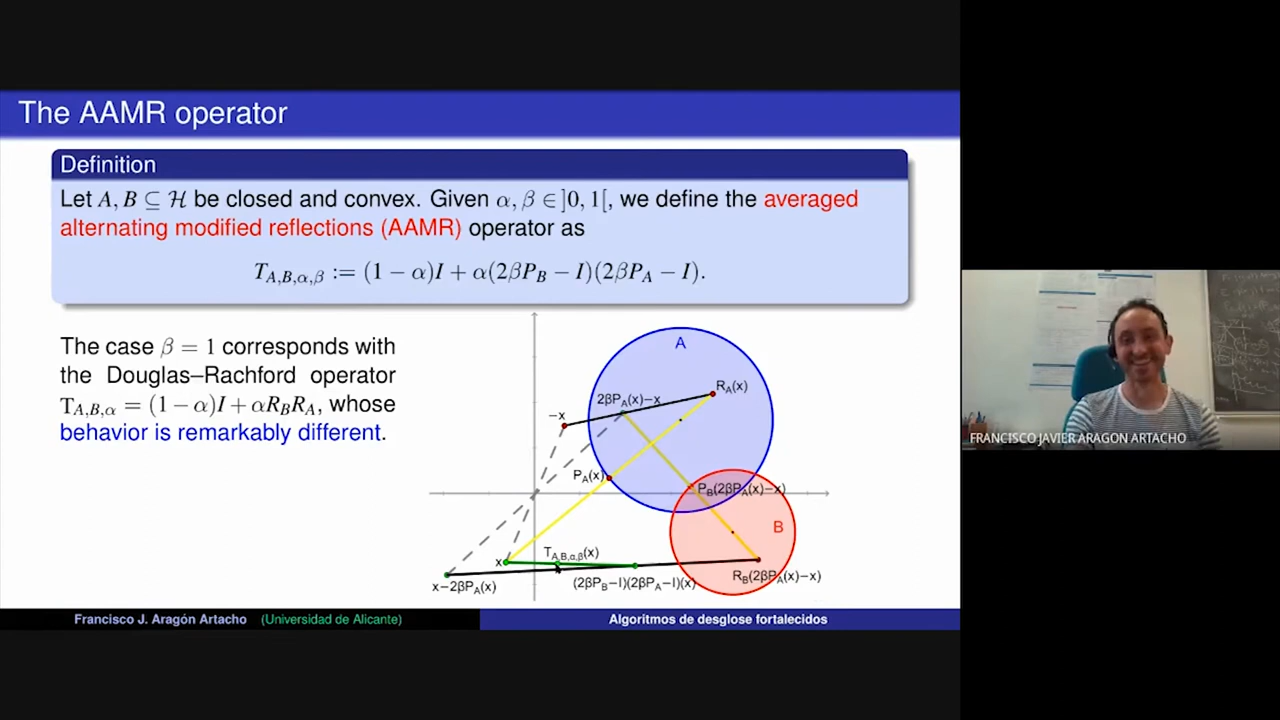 The AAMR operator
Definition
Let A, B ⊆ ℋ be closed and convex. Given α, β ∈ ]0, 1[, we define the averaged
alternating modified reflections (AAMR) operator as
T_{A,B,α,β} := (1 − α)I + α(2βP_B − I)(2βP_A − I).
The case β = 1 corresponds with
the Douglas–Rachford operator
T_{A,B,α} = (1−α)I+αR_BR_A, whose
behavior is remarkably different.
A
R_A(x)
2βP_A(x)−x
−x
P_A(x)
P_B(2βP_A(x)−x)
B
T_{A,B,α,β}(x)
x
x−2βP_A(x)
(2βP_B−I)(2βP_A−I)(x)
R_B(2βP_A(x)−x)
FRANCISCO JAVIER ARAGON ARTACHO
Francisco J. Aragón Artacho (Universidad de Alicante)
Algoritmos de desglose fortalecidos